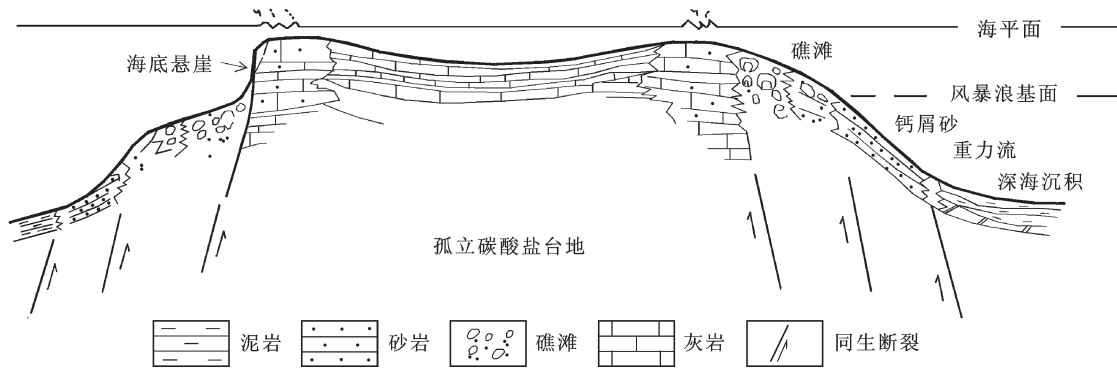 海平面
海底悬崖
礁滩
风暴浪基面
钙屑砂
重力流
深海沉积
孤立碳酸盐台地
泥岩
砂岩
礁滩
灰岩
同生断裂